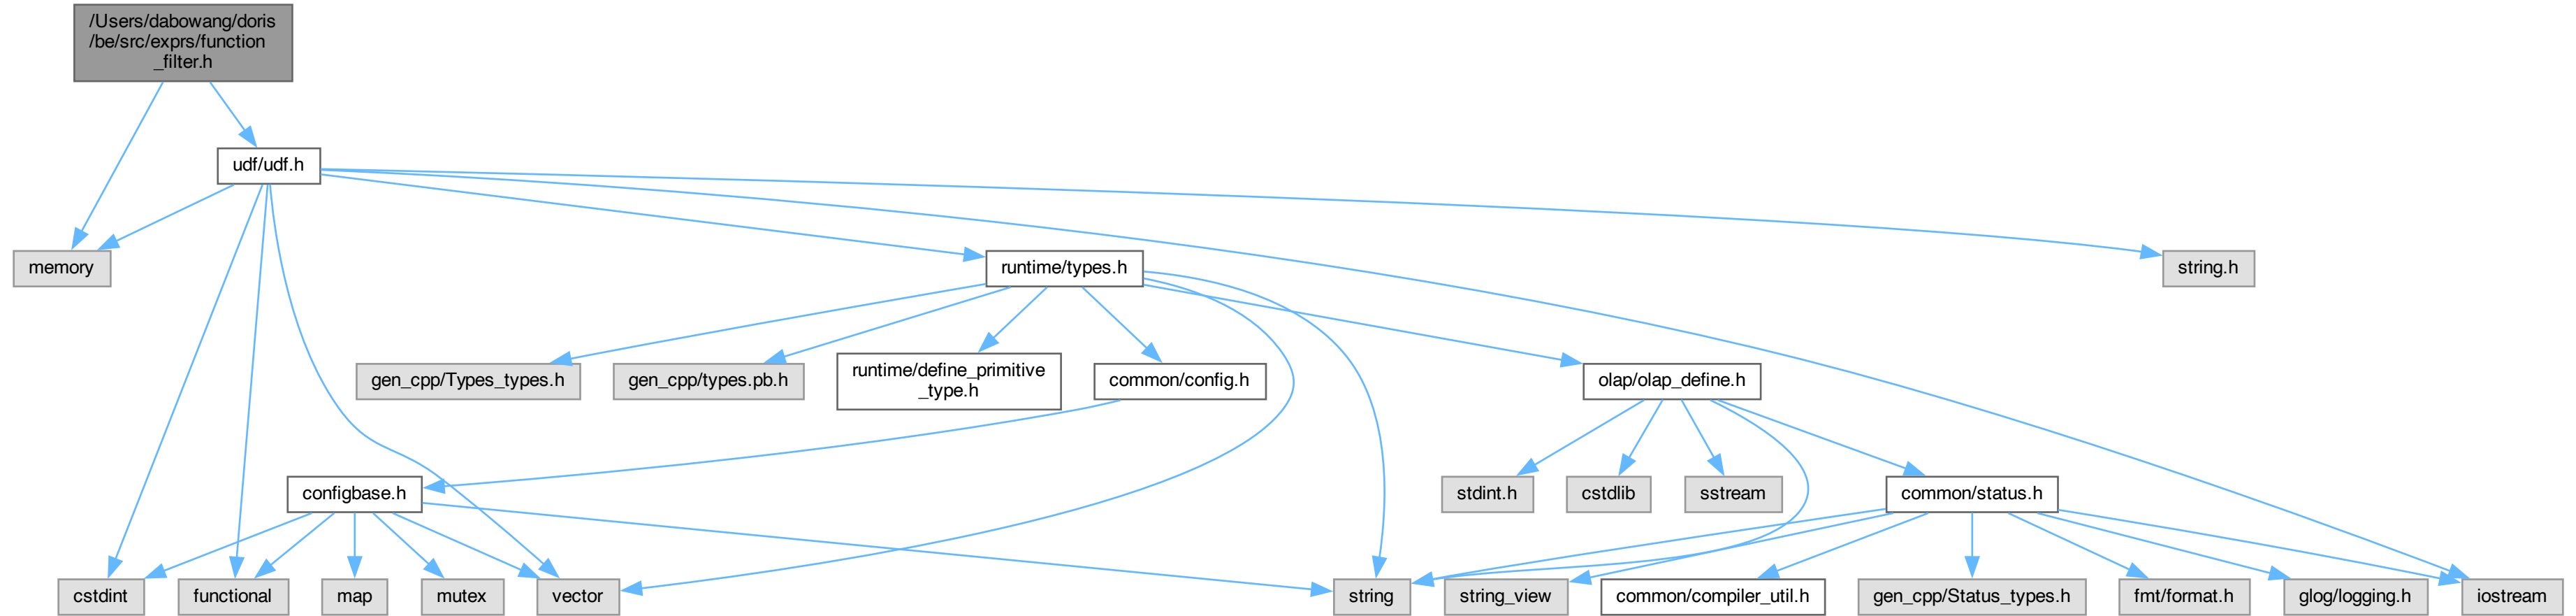 /Users/dabowang/doris
/be/src/exprs/function
_filter.h
udf/udf.h
memory
runtime/types.h
string.h
gen_cpp/Types_types.h
gen_cpp/types.pb.h
runtime/define_primitive
_type.h
common/config.h
olap/olap_define.h
configbase.h
stdint.h
cstdlib
sstream
common/status.h
cstdint
functional
map
mutex
vector
string
string_view
common/compiler_util.h
gen_cpp/Status_types.h
fmt/format.h
glog/logging.h
iostream